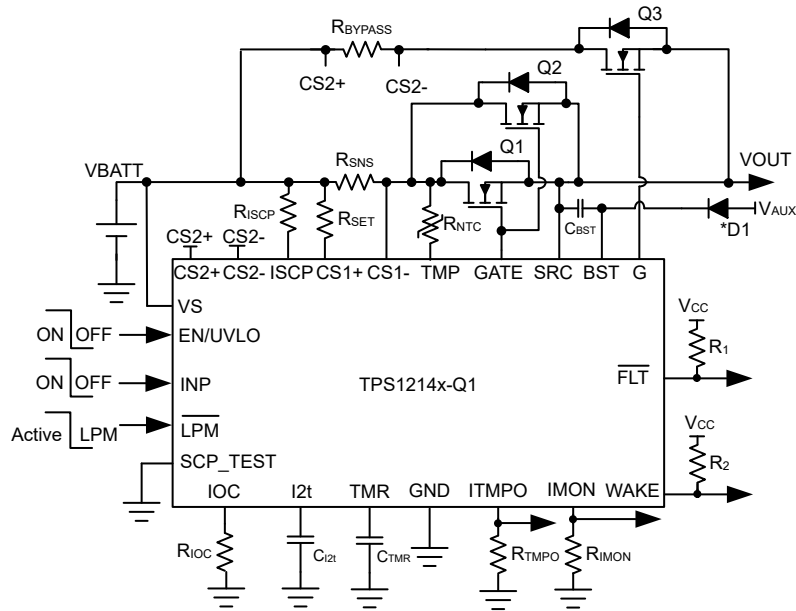 Q3
RBYPASS
CS2+
CS2-
Q2
Q1
VBATT
VOUT
RSNS
RISCP
RSET
RNTC
CBST
*D1
VAUX
CS2+
CS2-
CS2+ CS2- ISCP CS1+ CS1- TMP GATE SRC BST G
VS
ON OFF
EN/UVLO
ON OFF
INP
Active LPM
LPM
SCP_TEST
TPS1214x-Q1
FLT
VCC
R1
VCC
R2
IOC I2t TMR GND ITMPO IMON WAKE
RIOC
CI2t
CTMR
RTMPO
RIMON